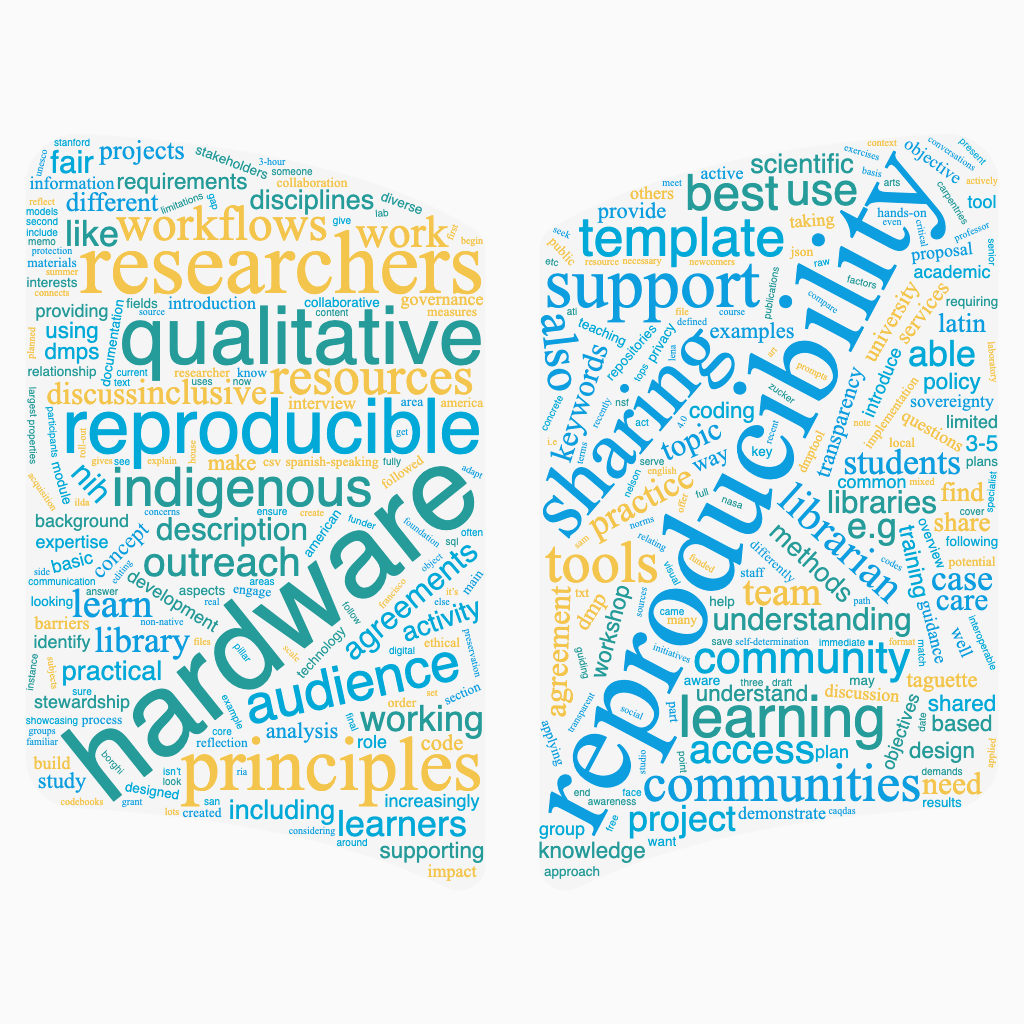 stanford
unesco
fair
projects
stakeholders
3-hour
someone
information
requirements
collaboration
reflect
different
limitations
gap
disciplines
diverse
models
second
include
memo
like
workflows
give
lab
work
first
begin
protection
materials
summer
interests
connects
researchers
providing
documentation
fields
source
introduction
collaborative
content
governance
measures
planned
using
dmps
relationship
qualitative
current
text
researcher
uses
now
know
resources
discuss
inclusive
interview
area
america
largest
properties
participants
roll-out
reproducible
get
module
nih
gives
see
explain
house
make
csv
spanish-speaking
fully
followed
adapt
acquisition
ilda
indigenous
concerns
ensure
create
background
expertise
concept
description
american
funder
foundation
sql
often
basic
side
communication
editing
outreach
areas
engage
hardware
object
answer
development
aspects
real
francisco
it's
else
main
looking
learn
non-native
barriers
identify
library
files
pillar
scale
technology
follow
agreements
activity
digital
ethical
preservation
instance
subjects
practical
sure
stewardship
audience
set
section
order
showcasing
process
groups
familiar
example
core
reflection
analysis
final
role
working
code
build
study
borghi
isn't
look
designed
ria
principles
codebooks
grant
lots
created
san
including
increasingly
considering
learners
around
supporting
impact
context
exercises
conversations
present
scientific
objective
meet
active
basis
arts
actively
others
best
use
carpentries
tool
provide
taking
hands-on
even
critical
professor
seek
public
template
json
raw
proposal
senior
etc
resource
necessary
newcomers
academic
support
publications
factors
requiring
ati
file
defined
course
compare
university
services
latin
also
teaching
repositories
privacy
lena
examples
art
able
laboratory
keywords
tops
prompts
introduce
policy
concrete
recently
nsf
act
sharing
4.0
coding
zucker
implementation
sovereignty
i.e
terms
topic
key
recent
dmptool
transparency
note
questions
limited
local
3-5
serve
english
way
students
plans
nelson
practice
offer
full
nasa
common
mixed
find
specialist
norms
relating
sam
librarian
libraries
cover
e.g
share
overview
following
tools
visual
funded
differently
methods
codes
training
potential
txt
dmp
workshop
sources
came
many
staff
help
team
path
case
care
agreement
reproducibility
understanding
guidance
well
interoperable
guiding
initiatives
save
self-determination
immediate
format
match
community
aware
three
draft
may
taguette
transparent
social
part
understand
discussion
shared
applying
learning
objectives
date
based
studio
point
access
plan
design
peplair
end
awareness
face
communities
demands
need
results
group
free
project
demonstrate
caqdas
knowledge
want
approach